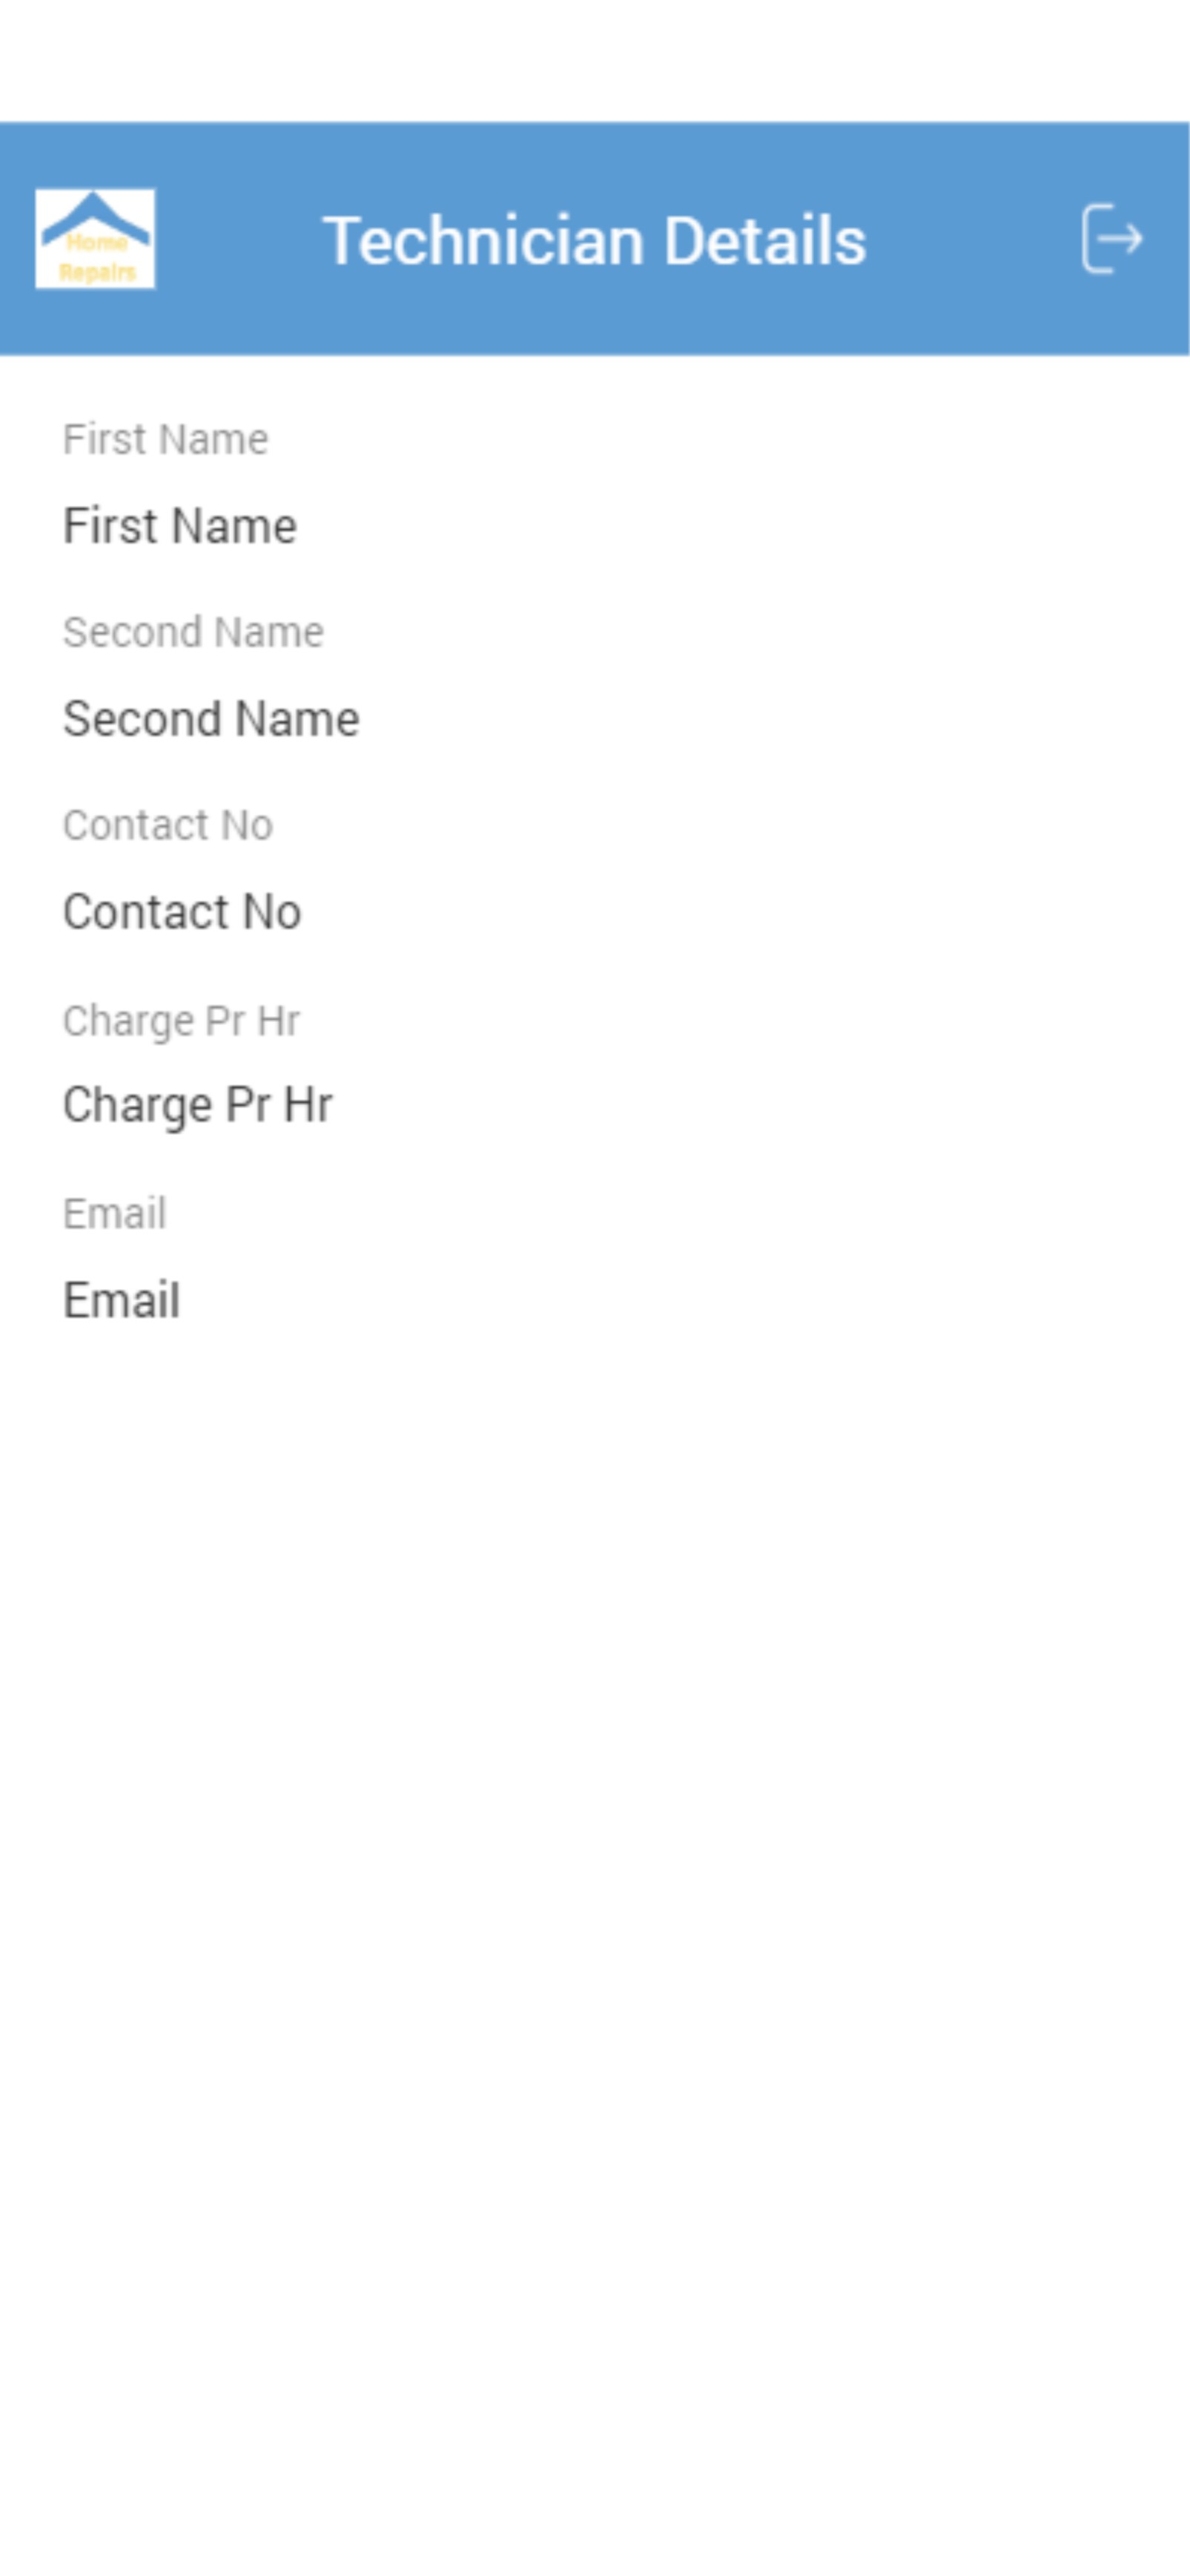 Home
Repairs
Technician Details
First Name
First Name
Second Name
Second Name
Contact No
Contact No
Charge Pr Hr
Charge Pr Hr
Email
Email